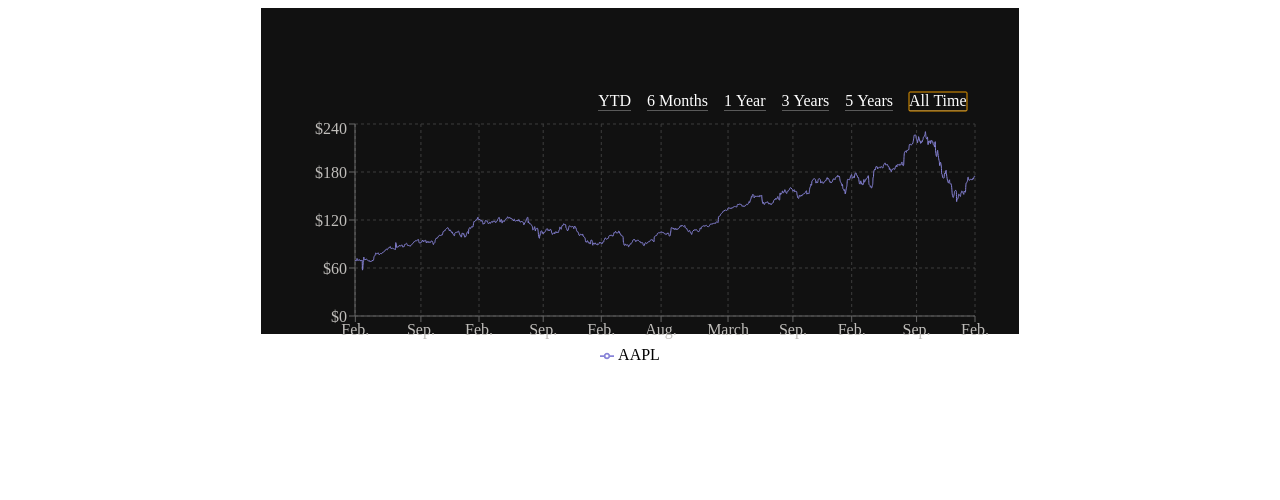 YTD 6 Months 1 Year 3 Years 5 Years All Time
$240
$180
$120
$60
$0
Feb. Sep. Feb. Sep. Feb. Aug. March Sep. Feb. Sep. Feb.
AAPL